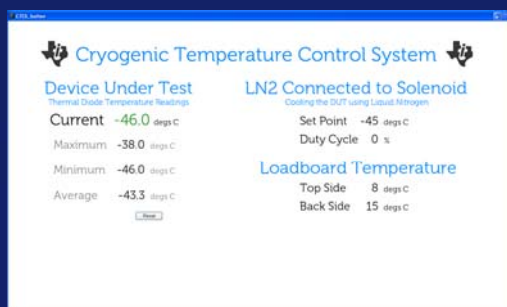 Cryogenic Temperature Control System
Device Under Test
Thermal Diode Temperature Readings
Current -46.0 degs C
Maximum -38.0 degs C
Minimum -46.0 degs C
Average -43.3 degs C
Reset
LN2 Connected to Solenoid
Cooling the DUT using Liquid Nitrogen
Set Point -45 degs C
Duty Cycle 0 %
Loadboard Temperature
Top Side 8 degs C
Back Side 15 degs C